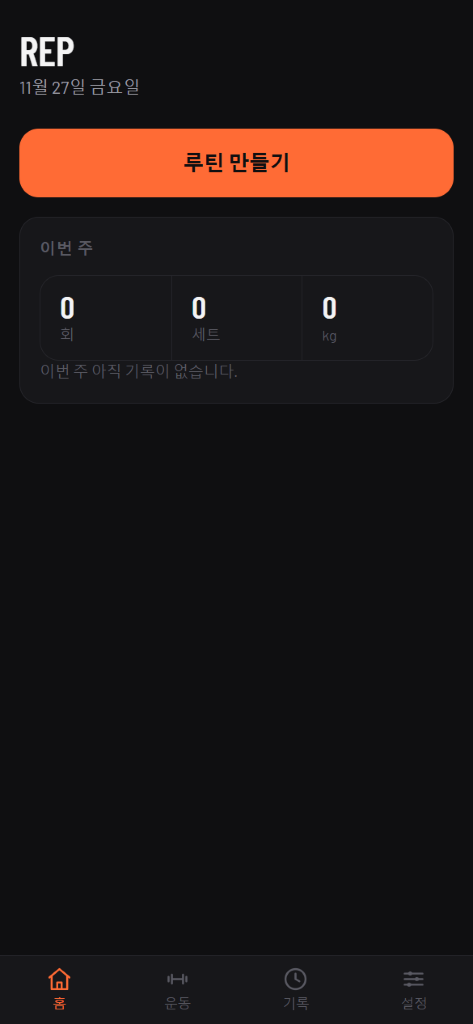 REP
11월 27일 금요일
루틴 만들기
이번 주
0
회
0
세트
0
kg
이번 주 아직 기록이 없습니다.
홈
운동
기록
설정